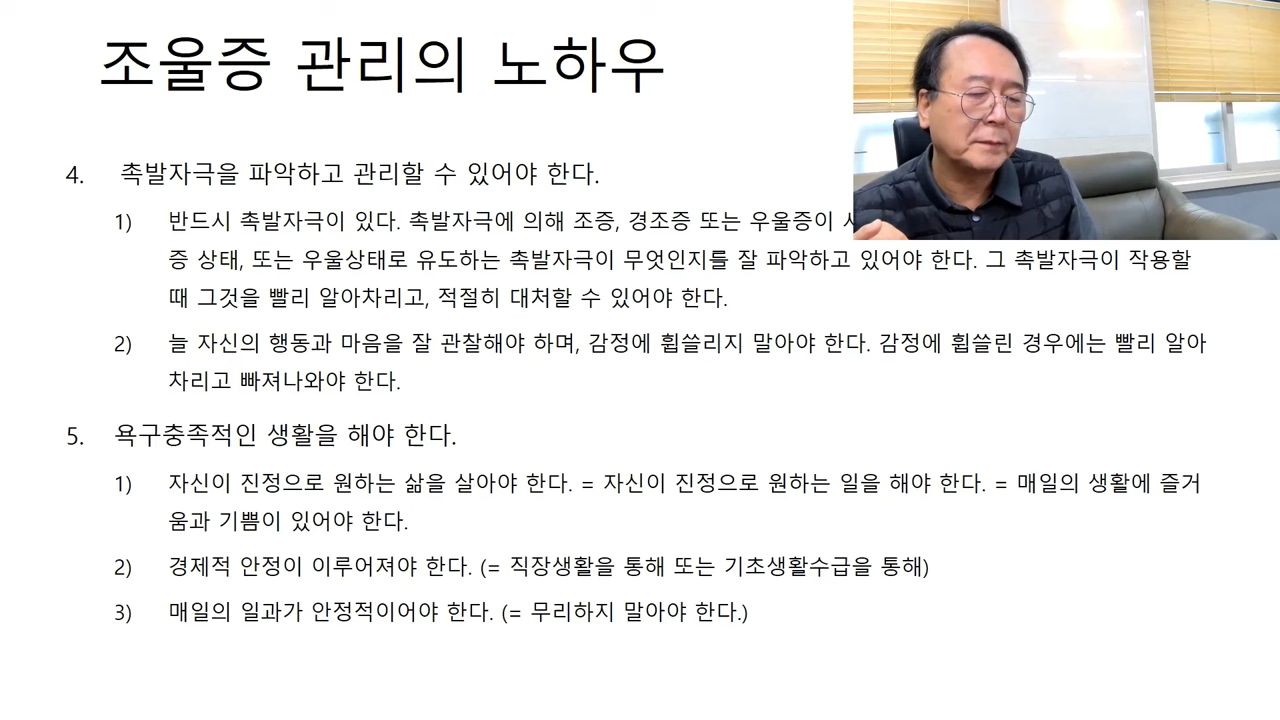 조울증 관리의 노하우
4. 촉발자극을 파악하고 관리할 수 있어야 한다.
1) 반드시 촉발자극이 있다. 촉발자극에 의해 조증, 경조증 또는 우울증이
증 상태, 또는 우울상태로 유도하는 촉발자극이 무엇인지를 잘 파악하고 있어야 한다. 그 촉발자극이 작용할
때 그것을 빨리 알아차리고, 적절히 대처할 수 있어야 한다.
2) 늘 자신의 행동과 마음을 잘 관찰해야 하며, 감정에 휩쓸리지 말아야 한다. 감정에 휩쓸린 경우에는 빨리 알아
차리고 빠져나와야 한다.
5. 욕구충족적인 생활을 해야 한다.
1) 자신이 진정으로 원하는 삶을 살아야 한다. = 자신이 진정으로 원하는 일을 해야 한다. = 매일의 생활에 즐거
움과 기쁨이 있어야 한다.
2) 경제적 안정이 이루어져야 한다. (= 직장생활을 통해 또는 기초생활수급을 통해)
3) 매일의 일과가 안정적이어야 한다. (= 무리하지 말아야 한다.)